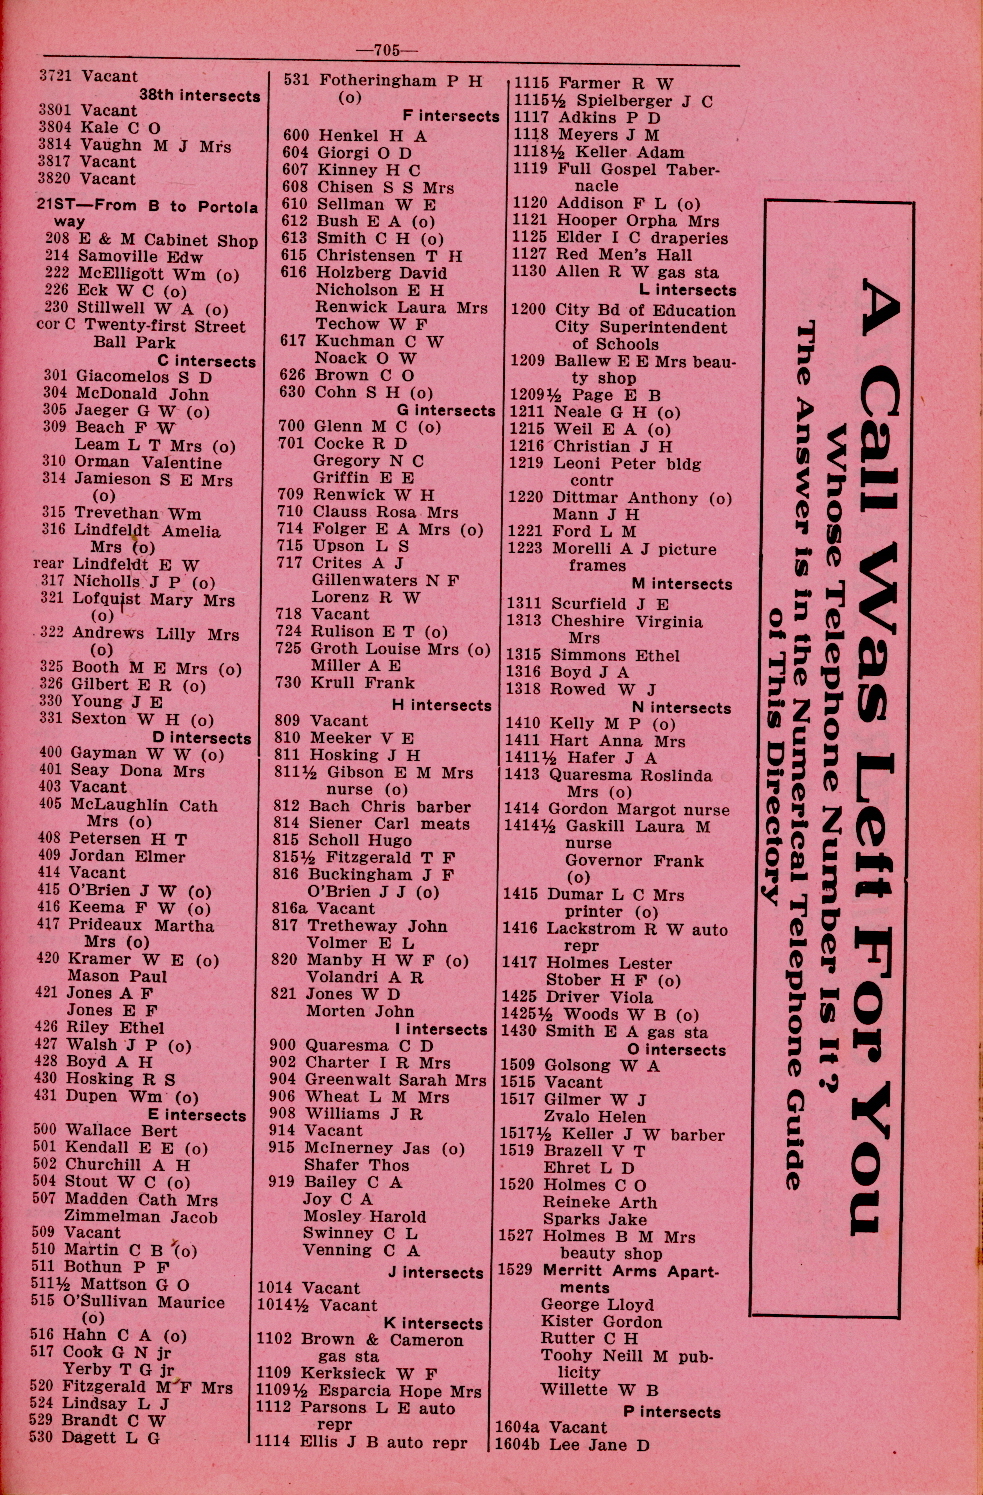 —705—
3721 Vacant
38th intersects
3801 Vacant
3804 Kale C O
3814 Vaughn M J Mrs
3817 Vacant
3820 Vacant
21ST—From B to Portola
way
208 E & M Cabinet Shop
214 Samoville Edw
222 McElligott Wm (o)
226 Eck W C (o)
230 Stillwell W A (o)
cor C Twenty-first Street
Ball Park
C intersects
301 Giacomelos S D
304 McDonald John
305 Jaeger G W (o)
309 Beach F W
Leam L T Mrs (o)
310 Orman Valentine
314 Jamieson S E Mrs
(o)
315 Trevethan Wm
316 Lindfeldt Amelia
Mrs (o)
rear Lindfeldt E W
317 Nicholls J P (o)
321 Lofquist Mary Mrs
(o)
322 Andrews Lilly Mrs
(o)
325 Booth M E Mrs (o)
326 Gilbert E R (o)
330 Young J E
331 Sexton W H (o)
D intersects
400 Gayman W W (o)
401 Seay Dona Mrs
403 Vacant
405 McLaughlin Cath
Mrs (o)
408 Petersen H T
409 Jordan Elmer
414 Vacant
415 O'Brien J W (o)
416 Keema F W (o)
417 Prideaux Martha
Mrs (o)
420 Kramer W E (o)
Mason Paul
421 Jones A F
Jones E F
426 Riley Ethel
427 Walsh J P (o)
428 Boyd A H
430 Hosking R S
431 Dupen Wm (o)
E intersects
500 Wallace Bert
501 Kendall E E (o)
502 Churchill A H
504 Stout W C (o)
507 Madden Cath Mrs
Zimmelman Jacob
509 Vacant
510 Martin C B (o)
511 Bothun P F
511½ Mattson G O
515 O'Sullivan Maurice
(o)
516 Hahn C A (o)
517 Cook G N jr
Yerby T G jr
520 Fitzgerald M F Mrs
524 Lindsay L J
529 Brandt C W
530 Dagett L G
531 Fotheringham P H
(o)
F intersects
600 Henkel H A
604 Giorgi O D
607 Kinney H C
608 Chisen S S Mrs
610 Sellman W E
612 Bush E A (o)
613 Smith C H (o)
615 Christensen T H
616 Holzberg David
Nicholson E H
Renwick Laura Mrs
Techow W F
617 Kuchman C W
Noack O W
626 Brown C O
630 Cohn S H (o)
G intersects
700 Glenn M C (o)
701 Cocke R D
Gregory N C
Griffin E E
709 Renwick W H
710 Clauss Rosa Mrs
714 Folger E A Mrs (o)
715 Upson L S
717 Crites A J
Gillenwaters N F
Lorenz R W
718 Vacant
724 Rulison E T (o)
725 Groth Louise Mrs (o)
Miller A E
730 Krull Frank
H intersects
809 Vacant
810 Meeker V E
811 Hosking J H
811½ Gibson E M Mrs
nurse (o)
812 Bach Chris barber
814 Siener Carl meats
815 Scholl Hugo
815½ Fitzgerald T F
816 Buckingham J F
O'Brien J J (o)
816a Vacant
817 Tretheway John
Volmer E L
820 Manby H W F (o)
Volandri A R
821 Jones W D
Morten John
I intersects
900 Quaresma C D
902 Charter I R Mrs
904 Greenwalt Sarah Mrs
906 Wheat L M Mrs
908 Williams J R
914 Vacant
915 McInerney Jas (o)
Shafer Thos
919 Bailey C A
Joy C A
Mosley Harold
Swinney C L
Venning C A
J intersects
1014 Vacant
1014½ Vacant
K intersects
1102 Brown & Cameron
gas sta
1109 Kerksieck W F
1109½ Esparcia Hope Mrs
1112 Parsons L E auto
repr
1114 Ellis J B auto repr
1115 Farmer R W
1115½ Spielberger J C
1117 Adkins P D
1118 Meyers J M
1118½ Keller Adam
1119 Full Gospel Taber-
nacle
1120 Addison F L (o)
1121 Hooper Orpha Mrs
1125 Elder I C draperies
1127 Red Men's Hall
1130 Allen R W gas sta
L intersects
1200 City Bd of Education
City Superintendent
of Schools
1209 Ballew E E Mrs beau-
ty shop
1209½ Page E B
1211 Neale G H (o)
1215 Weil E A (o)
1216 Christian J H
1219 Leoni Peter bldg
contr
1220 Dittmar Anthony (o)
Mann J H
1221 Ford L M
1223 Morelli A J picture
frames
M intersects
1311 Scurfield J E
1313 Cheshire Virginia
Mrs
1315 Simmons Ethel
1316 Boyd J A
1318 Rowed W J
N intersects
1410 Kelly M P (o)
1411 Hart Anna Mrs
1411½ Hafer J A
1413 Quaresma Roslinda
Mrs (o)
1414 Gordon Margot nurse
1414½ Gaskill Laura M
nurse
Governor Frank
(o)
1415 Dumar L C Mrs
printer (o)
1416 Lackstrom R W auto
repr
1417 Holmes Lester
Stober H F (o)
1425 Driver Viola
1425½ Woods W B (o)
1430 Smith E A gas sta
O intersects
1509 Golsong W A
1515 Vacant
1517 Gilmer W J
Zvalo Helen
1517½ Keller J W barber
1519 Brazell V T
Ehret L D
1520 Holmes C O
Reineke Arth
Sparks Jake
1527 Holmes B M Mrs
beauty shop
1529 Merritt Arms Apart-
ments
George Lloyd
Kister Gordon
Rutter C H
Toohy Neill M pub-
licity
Willette W B
P intersects
1604a Vacant
1604b Lee Jane D
A Call Was Left For You
Whose Telephone Number Is It?
The Answer is in the Numerical Telephone Guide
of This Directory